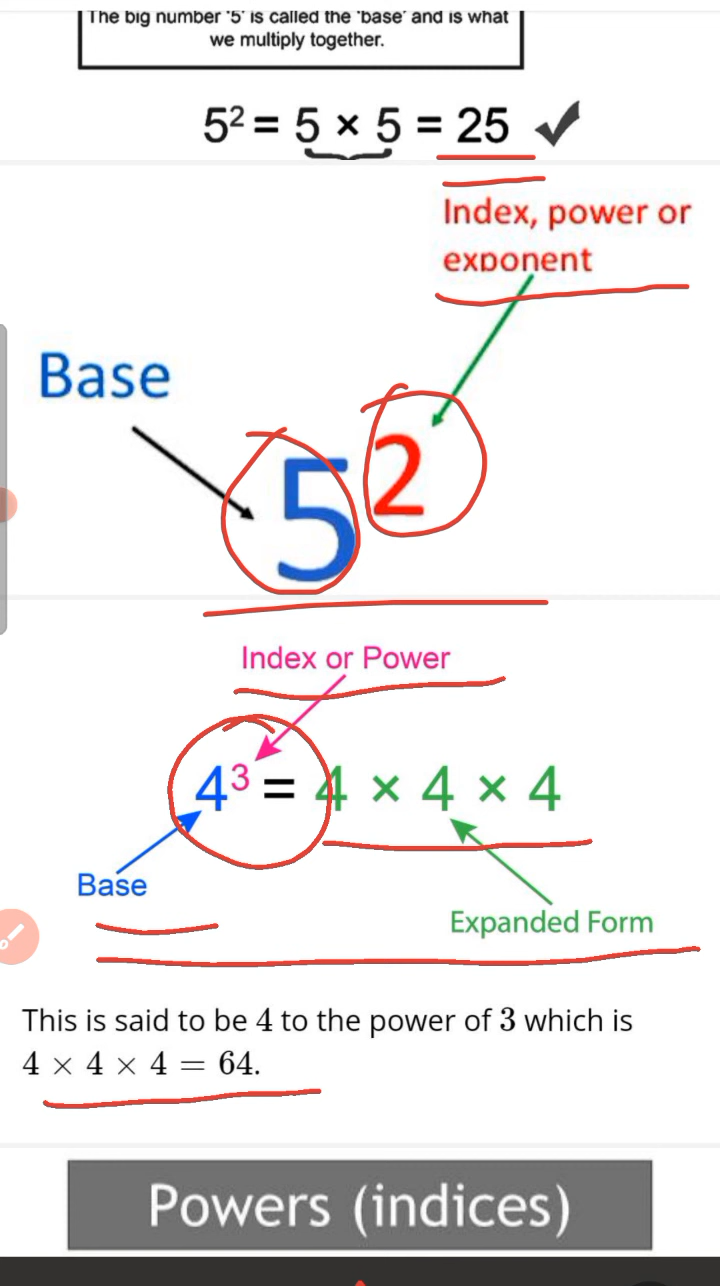 The big number '5' is called the 'base' and is what
we multiply together.
5² = 5 × 5 = 25 ✔
Index, power or
exponent
Base
5²
Index or Power
4³ = 4 × 4 × 4
Base
Expanded Form
This is said to be 4 to the power of 3 which is
4 × 4 × 4 = 64.
Powers (indices)